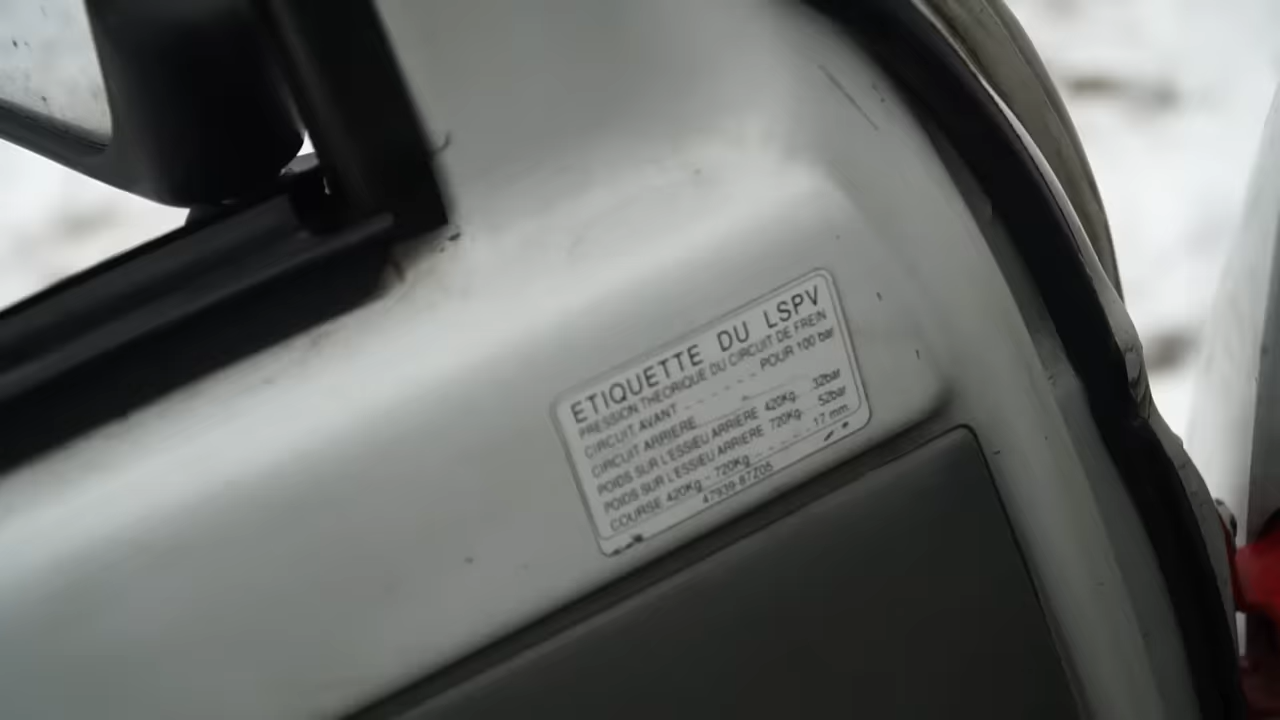 ETIQUETTE DU LSPV
PRESSION THEORIQUE DU CIRCUIT DE FREIN
CIRCUIT AVANT - - - - - POUR 100 bar
CIRCUIT ARRIERE
POIDS SUR L'ESSIEU ARRIERE 420Kg 32bar
POIDS SUR L'ESSIEU ARRIERE 720Kg 52bar
COURSE 420Kg - 720Kg - - - - - 17 mm
47939-87Z05